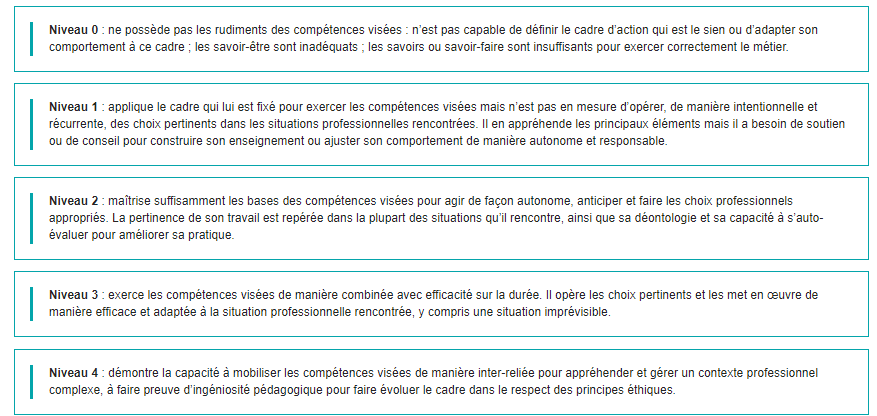 Niveau 0 : ne possède pas les rudiments des compétences visées : n’est pas capable de définir le cadre d’action qui est le sien ou d’adapter son
comportement à ce cadre ; les savoir-être sont inadéquats ; les savoirs ou savoir-faire sont insuffisants pour exercer correctement le métier.
Niveau 1 : applique le cadre qui lui est fixé pour exercer les compétences visées mais n’est pas en mesure d’opérer, de manière intentionnelle et
récurrente, des choix pertinents dans les situations professionnelles rencontrées. Il en appréhende les principaux éléments mais il a besoin de soutien
ou de conseil pour construire son enseignement ou ajuster son comportement de manière autonome et responsable.
Niveau 2 : maîtrise suffisamment les bases des compétences visées pour agir de façon autonome, anticiper et faire les choix professionnels
appropriés. La pertinence de son travail est repérée dans la plupart des situations qu’il rencontre, ainsi que sa déontologie et sa capacité à s’auto-
évaluer pour améliorer sa pratique.
Niveau 3 : exerce les compétences visées de manière combinée avec efficacité sur la durée. Il opère les choix pertinents et les met en œuvre de
manière efficace et adaptée à la situation professionnelle rencontrée, y compris une situation imprévisible.
Niveau 4 : démontre la capacité à mobiliser les compétences visées de manière inter-reliée pour appréhender et gérer un contexte professionnel
complexe, à faire preuve d’ingéniosité pédagogique pour faire évoluer le cadre dans le respect des principes éthiques.